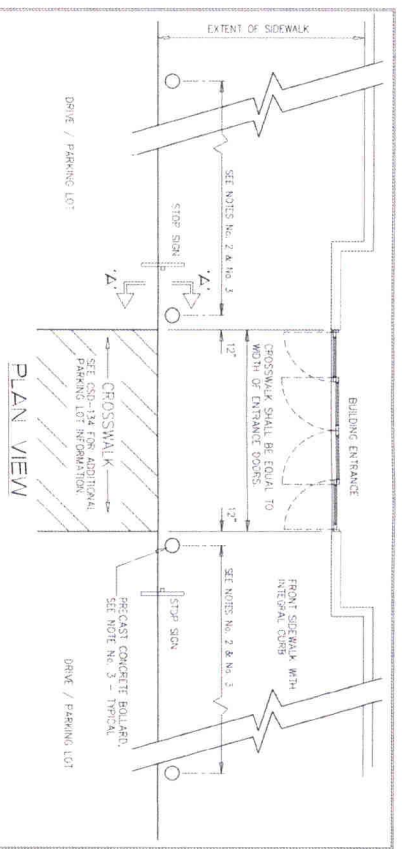 EXTENT OF SIDEWALK
DRIVE / PARKING LOT
SEE NOTES No. 2 & No. 3
STOP SIGN
'A'
'A'
BUILDING ENTRANCE
CROSSWALK SHALL BE EQUAL TO
WIDTH OF ENTRANCE DOORS.
12"
12"
CROSSWALK
SEE CSD-134 FOR ADDITIONAL
PARKING LOT INFORMATION
PLAN VIEW
FRONT SIDEWALK WITH
INTEGRAL CURB
SEE NOTES No. 2 & No. 3
STOP SIGN
PRECAST CONCRETE BOLLARD,
SEE NOTE No. 3 - TYPICAL
DRIVE / PARKING LOT